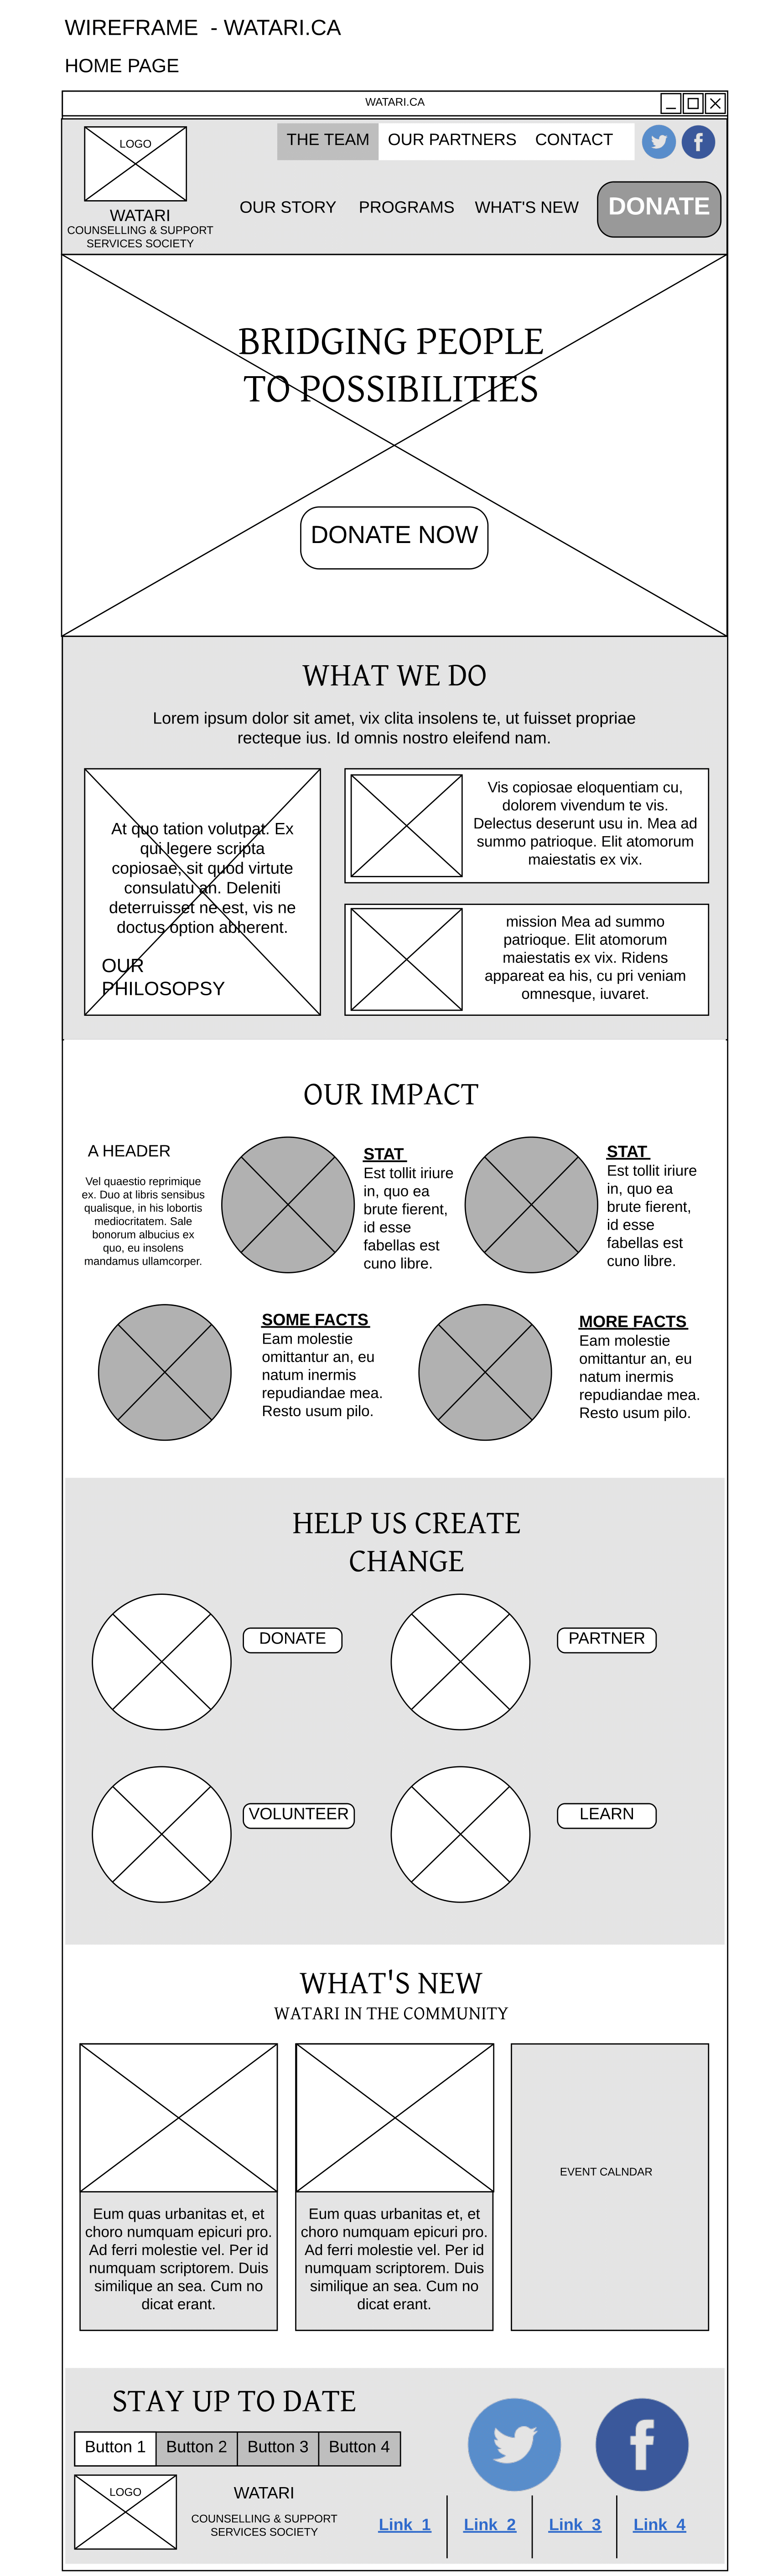 WIREFRAME - WATARI.CA
HOME PAGE
WATARI.CA
LOGO
THE TEAM
OUR PARTNERS
CONTACT
WATARI
COUNSELLING & SUPPORT
SERVICES SOCIETY
OUR STORY
PROGRAMS
WHAT'S NEW
DONATE
BRIDGING PEOPLE
TO POSSIBILITIES
DONATE NOW
WHAT WE DO
Lorem ipsum dolor sit amet, vix clita insolens te, ut fuisset propriae
recteque ius. Id omnis nostro eleifend nam.
At quo tation volutpat. Ex
qui legere scripta
copiosae, sit quod virtute
consulatu an. Deleniti
deterruisset ne est, vis ne
doctus option abherent.
OUR
PHILOSOPSY
Vis copiosae eloquentiam cu,
dolorem vivendum te vis.
Delectus deserunt usu in. Mea ad
summo patrioque. Elit atomorum
maiestatis ex vix.
mission Mea ad summo
patrioque. Elit atomorum
maiestatis ex vix. Ridens
appareat ea his, cu pri veniam
omnesque, iuvaret.
OUR IMPACT
A HEADER
Vel quaestio reprimique
ex. Duo at libris sensibus
qualisque, in his lobortis
mediocritatem. Sale
bonorum albucius ex
quo, eu insolens
mandamus ullamcorper.
STAT
Est tollit iriure
in, quo ea
brute fierent,
id esse
fabellas est
cuno libre.
STAT
Est tollit iriure
in, quo ea
brute fierent,
id esse
fabellas est
cuno libre.
SOME FACTS
Eam molestie
omittantur an, eu
natum inermis
repudiandae mea.
Resto usum pilo.
MORE FACTS
Eam molestie
omittantur an, eu
natum inermis
repudiandae mea.
Resto usum pilo.
HELP US CREATE
CHANGE
DONATE
PARTNER
VOLUNTEER
LEARN
WHAT'S NEW
WATARI IN THE COMMUNITY
Eum quas urbanitas et, et
choro numquam epicuri pro.
Ad ferri molestie vel. Per id
numquam scriptorem. Duis
similique an sea. Cum no
dicat erant.
Eum quas urbanitas et, et
choro numquam epicuri pro.
Ad ferri molestie vel. Per id
numquam scriptorem. Duis
similique an sea. Cum no
dicat erant.
EVENT CALNDAR
STAY UP TO DATE
Button 1
Button 2
Button 3
Button 4
LOGO
WATARI
COUNSELLING & SUPPORT
SERVICES SOCIETY
Link 1
Link 2
Link 3
Link 4